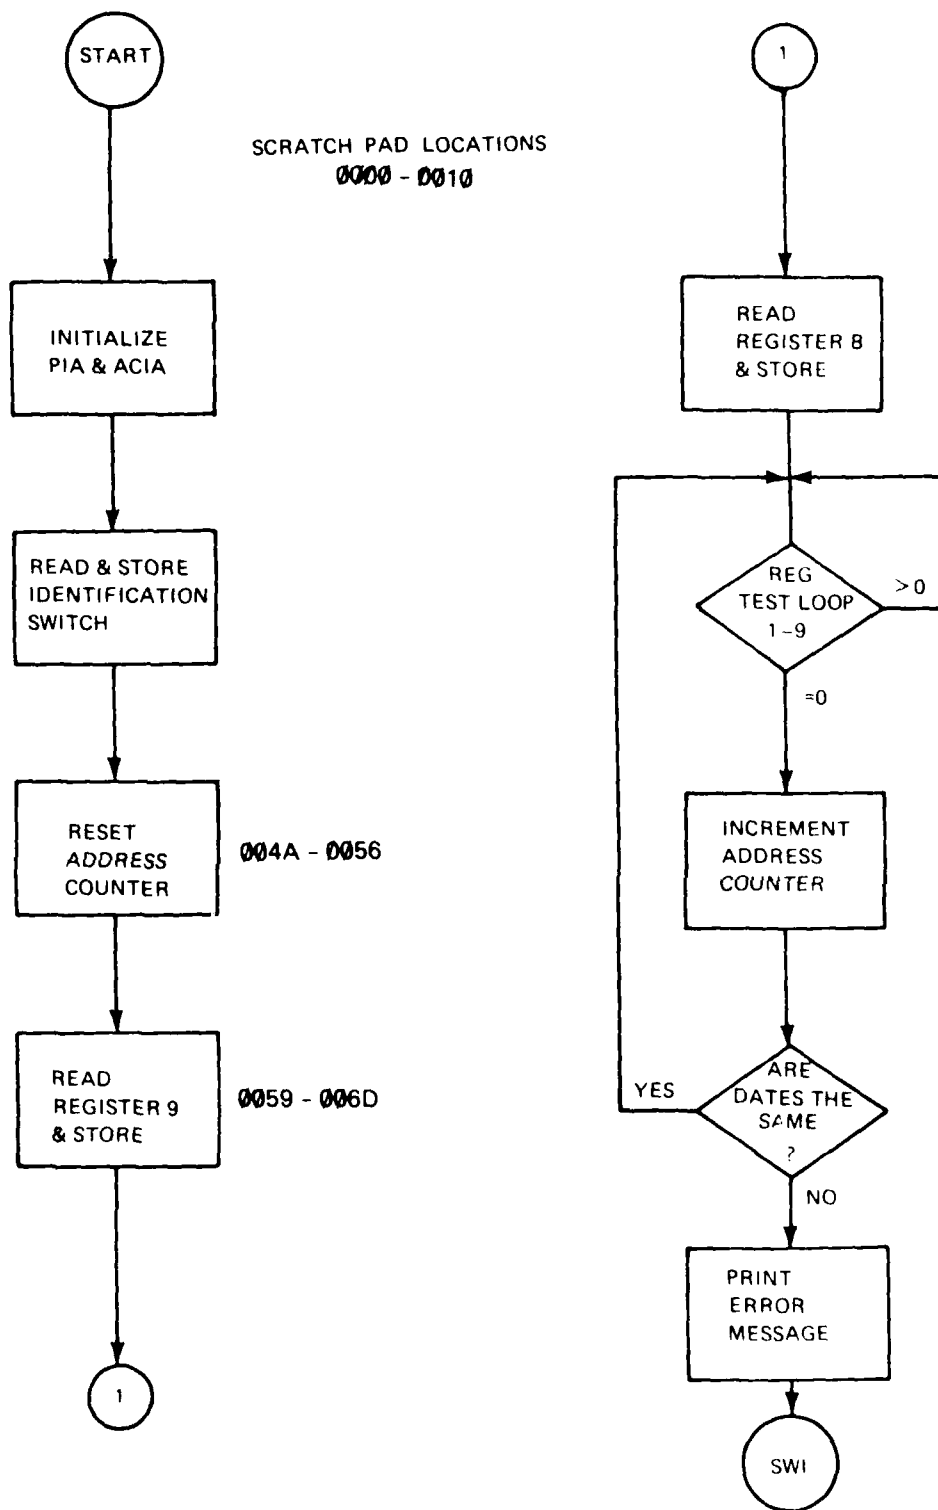 START
SCRATCH PAD LOCATIONS
0000 - 0010
INITIALIZE
PIA & ACIA
READ & STORE
IDENTIFICATION
SWITCH
RESET
ADDRESS
COUNTER
004A - 0056
READ
REGISTER 9
& STORE
0059 - 006D
1
1
READ
REGISTER 8
& STORE
REG
TEST LOOP
1-9
>0
=0
INCREMENT
ADDRESS
COUNTER
ARE
DATES THE
SAME
?
YES
NO
PRINT
ERROR
MESSAGE
SWI